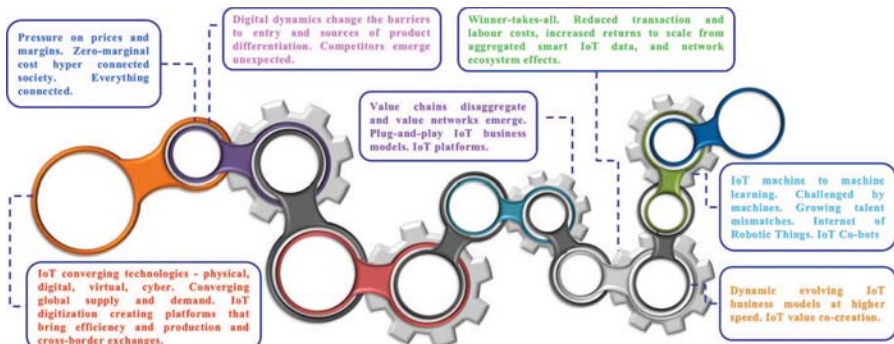 Pressure on prices and
margins. Zero-marginal
cost hyper connected
society. Everything
connected.
Digital dynamics change the barriers
to entry and sources of product
differentiation. Competitors emerge
unexpected.
Winner-takes-all. Reduced transaction and
labour costs, increased returns to scale from
aggregated smart IoT data, and network
ecosystem effects.
Value chains disaggregate
and value networks emerge.
Plug-and-play IoT business
models. IoT platforms.
IoT machine to machine
learning. Challenged by
machines. Growing talent
mismatches. Internet of
Robotic Things. IoT Co-bots
IoT converging technologies - physical,
digital, virtual, cyber. Converging
global supply and demand. IoT
digitization creating platforms that
bring efficiency and production and
cross-border exchanges.
Dynamic evolving IoT
business models at higher
speed. IoT value co-creation.